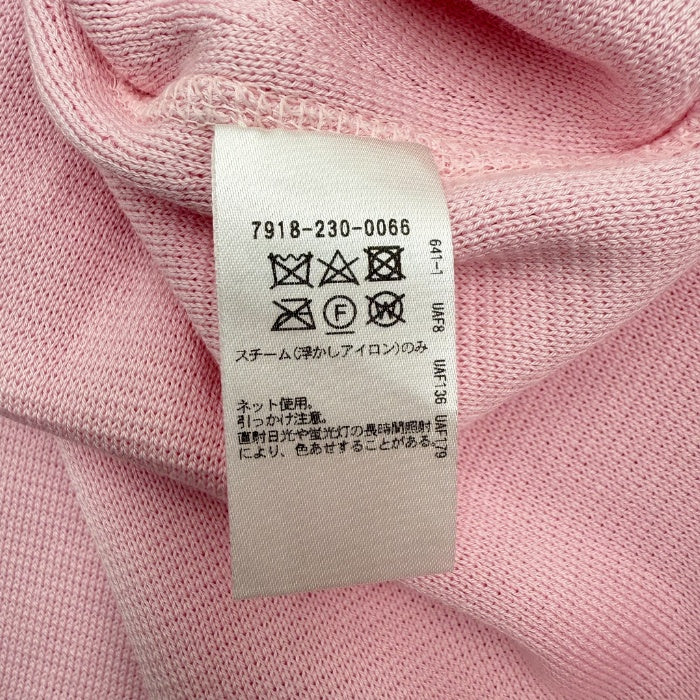 7918-230-0066
F W
スチーム(浮かしアイロン)のみ
ネット使用。
引っかけ注意。
直射日光や蛍光灯の長時間照射
により、色あせすることがある。
641-1 UAF8 UAF136 UAF179